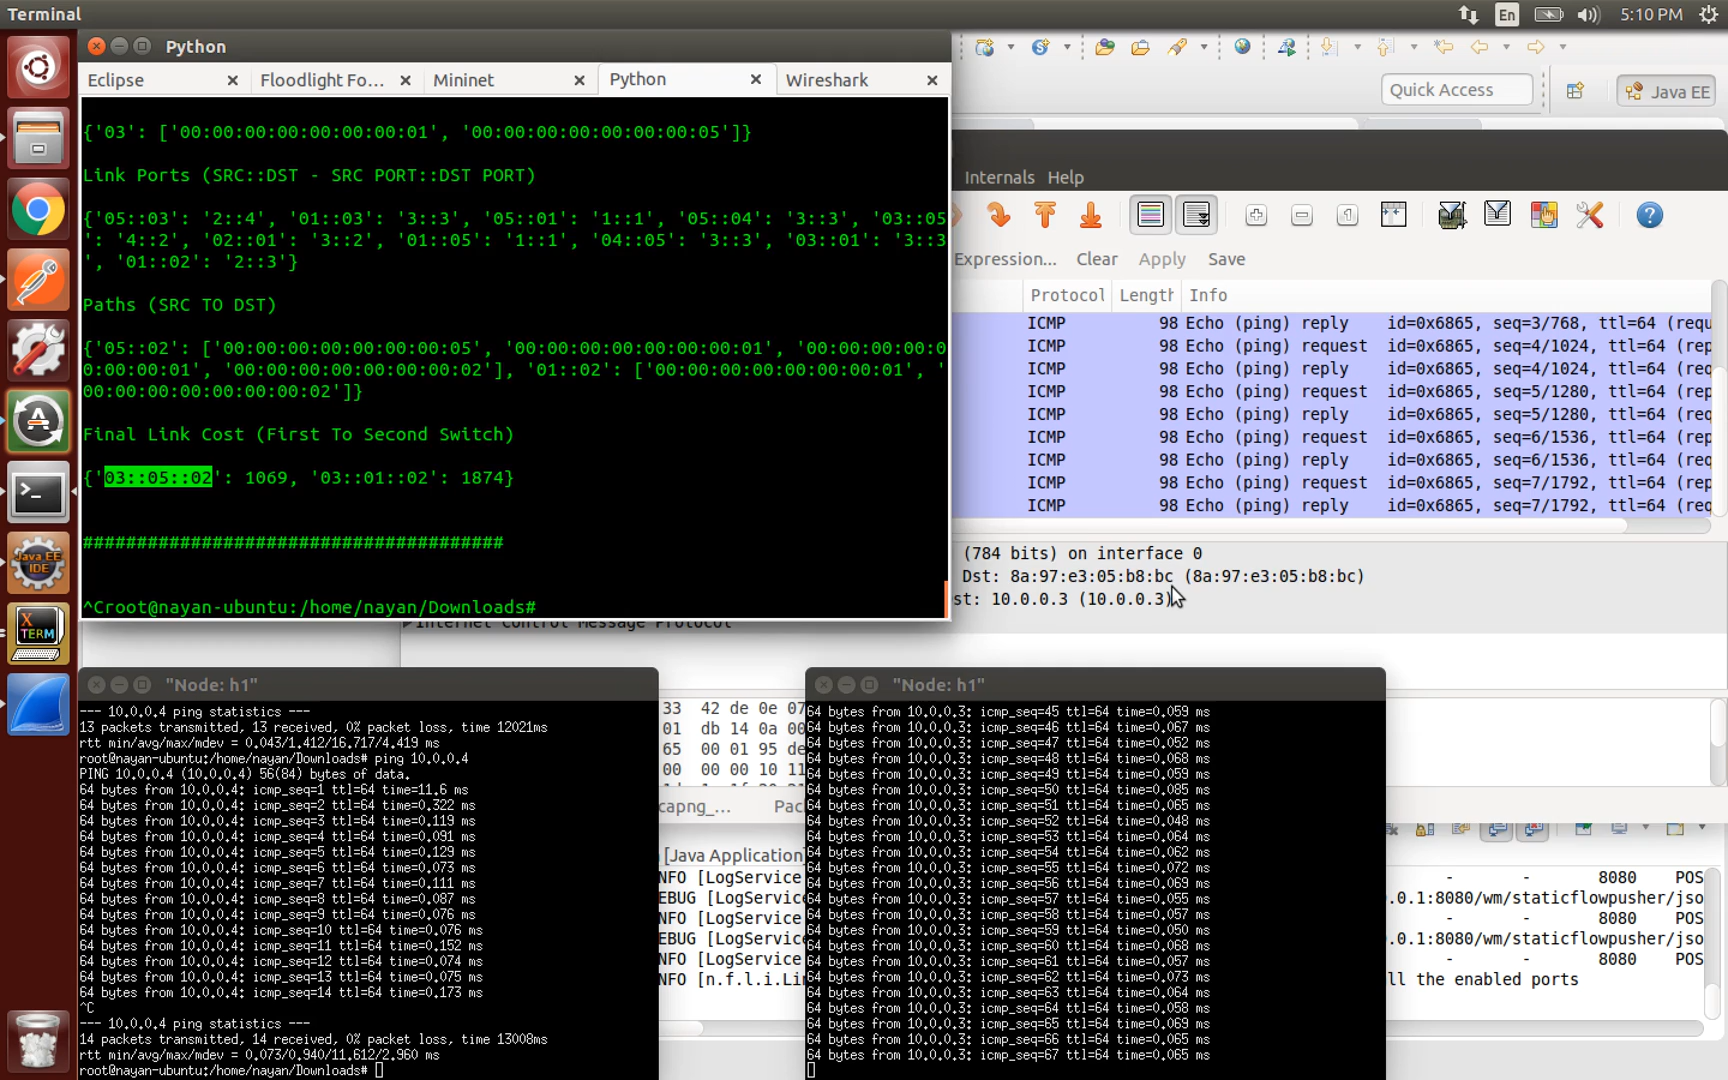 Terminal
En
5:10 PM
Python
Eclipse
Floodlight Fo...
Mininet
Python
Wireshark
{'03': ['00:00:00:00:00:00:00:01', '00:00:00:00:00:00:00:05']}
Link Ports (SRC::DST - SRC PORT::DST PORT)
{'05::03': '2::4', '01::03': '3::3', '05::01': '1::1', '05::04': '3::3', '03::05
': '4::2', '02::01': '3::2', '01::05': '1::1', '04::05': '3::3', '03::01': '3::3
', '01::02': '2::3'}
Paths (SRC TO DST)
{'05::02': ['00:00:00:00:00:00:00:05', '00:00:00:00:00:00:00:01', '00:00:00:00:0
0:00:00:01', '00:00:00:00:00:00:00:02'], '01::02': ['00:00:00:00:00:00:00:01', '
00:00:00:00:00:00:00:02']}
Final Link Cost (First To Second Switch)
{'03::05::02': 1069, '03::01::02': 1874}
#######################################
^Croot@nayan-ubuntu:/home/nayan/Downloads#
Quick Access
Java EE
Internals Help
Expression... Clear Apply Save
Protocol Length Info
ICMP 98 Echo (ping) reply id=0x6865, seq=3/768, ttl=64 (requ
ICMP 98 Echo (ping) request id=0x6865, seq=4/1024, ttl=64 (rep
ICMP 98 Echo (ping) reply id=0x6865, seq=4/1024, ttl=64 (req
ICMP 98 Echo (ping) request id=0x6865, seq=5/1280, ttl=64 (rep
ICMP 98 Echo (ping) reply id=0x6865, seq=5/1280, ttl=64 (req
ICMP 98 Echo (ping) request id=0x6865, seq=6/1536, ttl=64 (rep
ICMP 98 Echo (ping) reply id=0x6865, seq=6/1536, ttl=64 (req
ICMP 98 Echo (ping) request id=0x6865, seq=7/1792, ttl=64 (rep
ICMP 98 Echo (ping) reply id=0x6865, seq=7/1792, ttl=64 (req
(784 bits) on interface 0
Dst: 8a:97:e3:05:b8:bc (8a:97:e3:05:b8:bc)
st: 10.0.0.3 (10.0.0.3)
Internet Control Message Protocol
Java EE
IDE
X
TERM
"Node: h1"
--- 10.0.0.4 ping statistics ---
13 packets transmitted, 13 received, 0% packet loss, time 12021ms
rtt min/avg/max/mdev = 0.043/1.412/16.717/4.419 ms
root@nayan-ubuntu:/home/nayan/Downloads# ping 10.0.0.4
PING 10.0.0.4 (10.0.0.4) 56(84) bytes of data.
64 bytes from 10.0.0.4: icmp_seq=1 ttl=64 time=11.6 ms
64 bytes from 10.0.0.4: icmp_seq=2 ttl=64 time=0.322 ms
64 bytes from 10.0.0.4: icmp_seq=3 ttl=64 time=0.119 ms
64 bytes from 10.0.0.4: icmp_seq=4 ttl=64 time=0.091 ms
64 bytes from 10.0.0.4: icmp_seq=5 ttl=64 time=0.129 ms
64 bytes from 10.0.0.4: icmp_seq=6 ttl=64 time=0.073 ms
64 bytes from 10.0.0.4: icmp_seq=7 ttl=64 time=0.111 ms
64 bytes from 10.0.0.4: icmp_seq=8 ttl=64 time=0.087 ms
64 bytes from 10.0.0.4: icmp_seq=9 ttl=64 time=0.076 ms
64 bytes from 10.0.0.4: icmp_seq=10 ttl=64 time=0.076 ms
64 bytes from 10.0.0.4: icmp_seq=11 ttl=64 time=0.152 ms
64 bytes from 10.0.0.4: icmp_seq=12 ttl=64 time=0.074 ms
64 bytes from 10.0.0.4: icmp_seq=13 ttl=64 time=0.075 ms
64 bytes from 10.0.0.4: icmp_seq=14 ttl=64 time=0.173 ms
^C
--- 10.0.0.4 ping statistics ---
14 packets transmitted, 14 received, 0% packet loss, time 13008ms
rtt min/avg/max/mdev = 0.073/0.940/11.612/2.960 ms
root@nayan-ubuntu:/home/nayan/Downloads#
33 42 de 0e 07
01 db 14 0a 00
65 00 01 95 de
00 00 00 10 11
capng_... Pac
[Java Application]
NFO [LogService
EBUG [LogService
NFO [LogService
EBUG [LogService
NFO [LogService
NFO [n.f.l.i.Li
"Node: h1"
64 bytes from 10.0.0.3: icmp_seq=45 ttl=64 time=0.059 ms
64 bytes from 10.0.0.3: icmp_seq=46 ttl=64 time=0.067 ms
64 bytes from 10.0.0.3: icmp_seq=47 ttl=64 time=0.052 ms
64 bytes from 10.0.0.3: icmp_seq=48 ttl=64 time=0.068 ms
64 bytes from 10.0.0.3: icmp_seq=49 ttl=64 time=0.059 ms
64 bytes from 10.0.0.3: icmp_seq=50 ttl=64 time=0.085 ms
64 bytes from 10.0.0.3: icmp_seq=51 ttl=64 time=0.065 ms
64 bytes from 10.0.0.3: icmp_seq=52 ttl=64 time=0.048 ms
64 bytes from 10.0.0.3: icmp_seq=53 ttl=64 time=0.064 ms
64 bytes from 10.0.0.3: icmp_seq=54 ttl=64 time=0.062 ms
64 bytes from 10.0.0.3: icmp_seq=55 ttl=64 time=0.072 ms
64 bytes from 10.0.0.3: icmp_seq=56 ttl=64 time=0.069 ms
64 bytes from 10.0.0.3: icmp_seq=57 ttl=64 time=0.055 ms
64 bytes from 10.0.0.3: icmp_seq=58 ttl=64 time=0.057 ms
64 bytes from 10.0.0.3: icmp_seq=59 ttl=64 time=0.050 ms
64 bytes from 10.0.0.3: icmp_seq=60 ttl=64 time=0.068 ms
64 bytes from 10.0.0.3: icmp_seq=61 ttl=64 time=0.057 ms
64 bytes from 10.0.0.3: icmp_seq=62 ttl=64 time=0.073 ms
64 bytes from 10.0.0.3: icmp_seq=63 ttl=64 time=0.064 ms
64 bytes from 10.0.0.3: icmp_seq=64 ttl=64 time=0.058 ms
64 bytes from 10.0.0.3: icmp_seq=65 ttl=64 time=0.069 ms
64 bytes from 10.0.0.3: icmp_seq=66 ttl=64 time=0.065 ms
64 bytes from 10.0.0.3: icmp_seq=67 ttl=64 time=0.065 ms
- - 8080 POS
.0.1:8080/wm/staticflowpusher/jso
- - 8080 POS
.0.1:8080/wm/staticflowpusher/jso
- - 8080 POS
ll the enabled ports